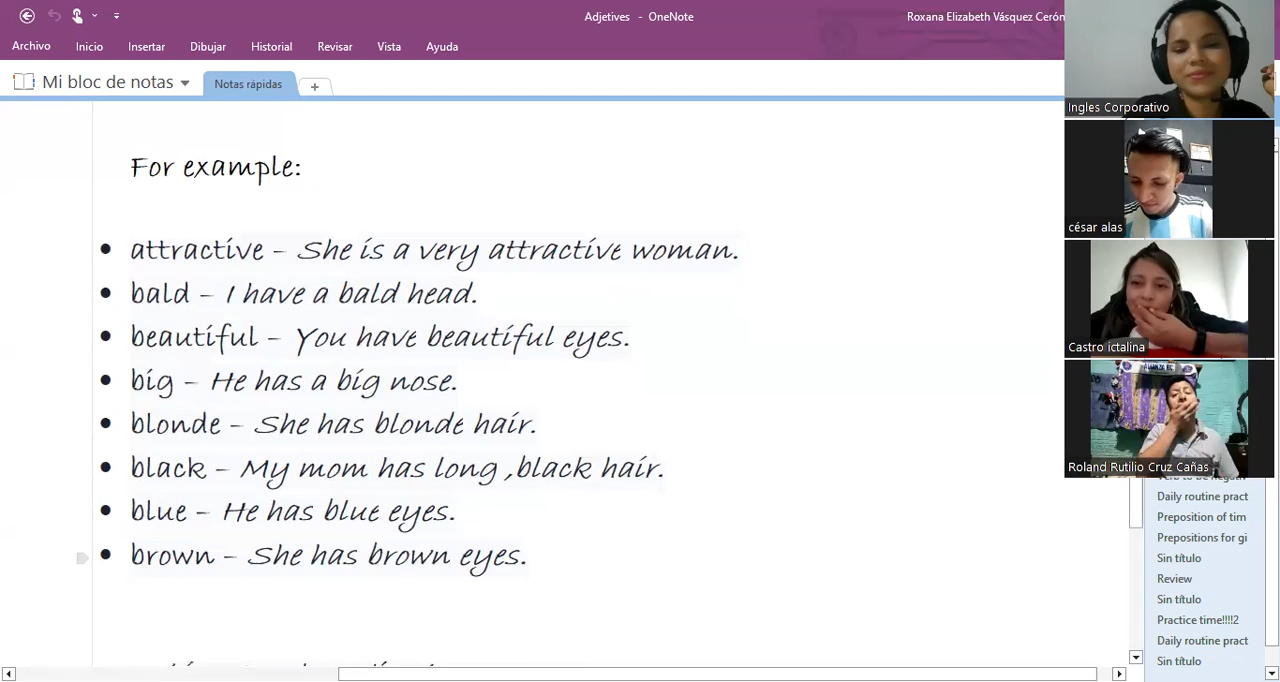 Adjetives - OneNote
Roxana Elizabeth Vásquez Cerón
Archivo Inicio Insertar Dibujar Historial Revisar Vista Ayuda
Mi bloc de notas
Notas rápidas
+
For example:
• attractive – She is a very attractive woman.
• bald – I have a bald head.
• beautiful – You have beautiful eyes.
• big – He has a big nose.
• blonde – She has blonde hair.
• black – My mom has long ,black hair.
• blue – He has blue eyes.
• brown – She has brown eyes.
Ingles Corporativo
césar alas
Castro ictalina
Roland Rutilio Cruz Cañas
Daily routine pract
Preposition of tim
Prepositions for gi
Sin título
Review
Sin título
Practice time!!!!2
Daily routine pract
Sin título